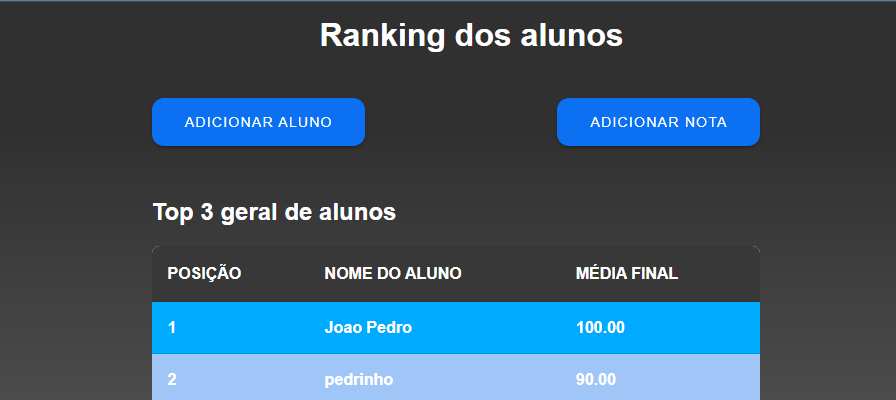 Ranking dos alunos
ADICIONAR ALUNO ADICIONAR NOTA
Top 3 geral de alunos
POSIÇÃO NOME DO ALUNO MÉDIA FINAL
1 Joao Pedro 100.00
2 pedrinho 90.00